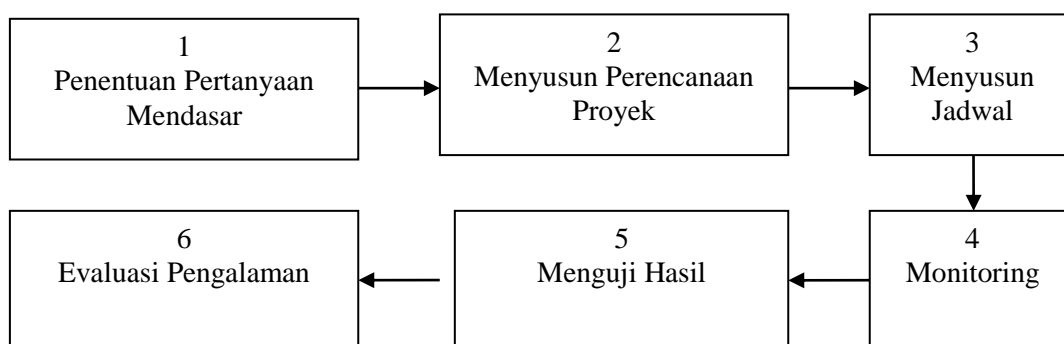 1
Penentuan Pertanyaan
Mendasar
2
Menyusun Perencanaan
Proyek
3
Menyusun
Jadwal
4
Monitoring
5
Menguji Hasil
6
Evaluasi Pengalaman